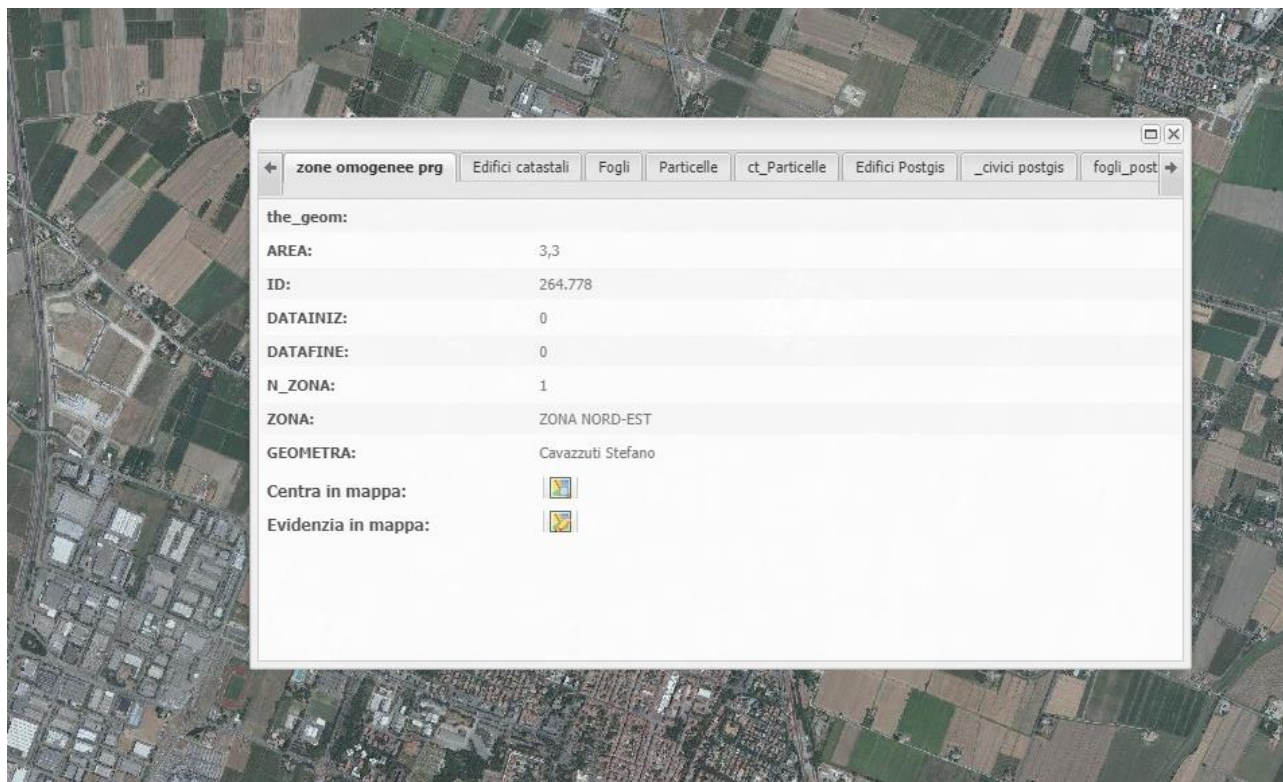 zone omogenee prg Edifici catastali Fogli Particelle ct_Particelle Edifici Postgis _civici postgis fogli_post
the_geom:
AREA: 3,3
ID: 264.778
DATAINIZ: 0
DATAFINE: 0
N_ZONA: 1
ZONA: ZONA NORD-EST
GEOMETRA: Cavazzuti Stefano
Centra in mappa:
Evidenzia in mappa: